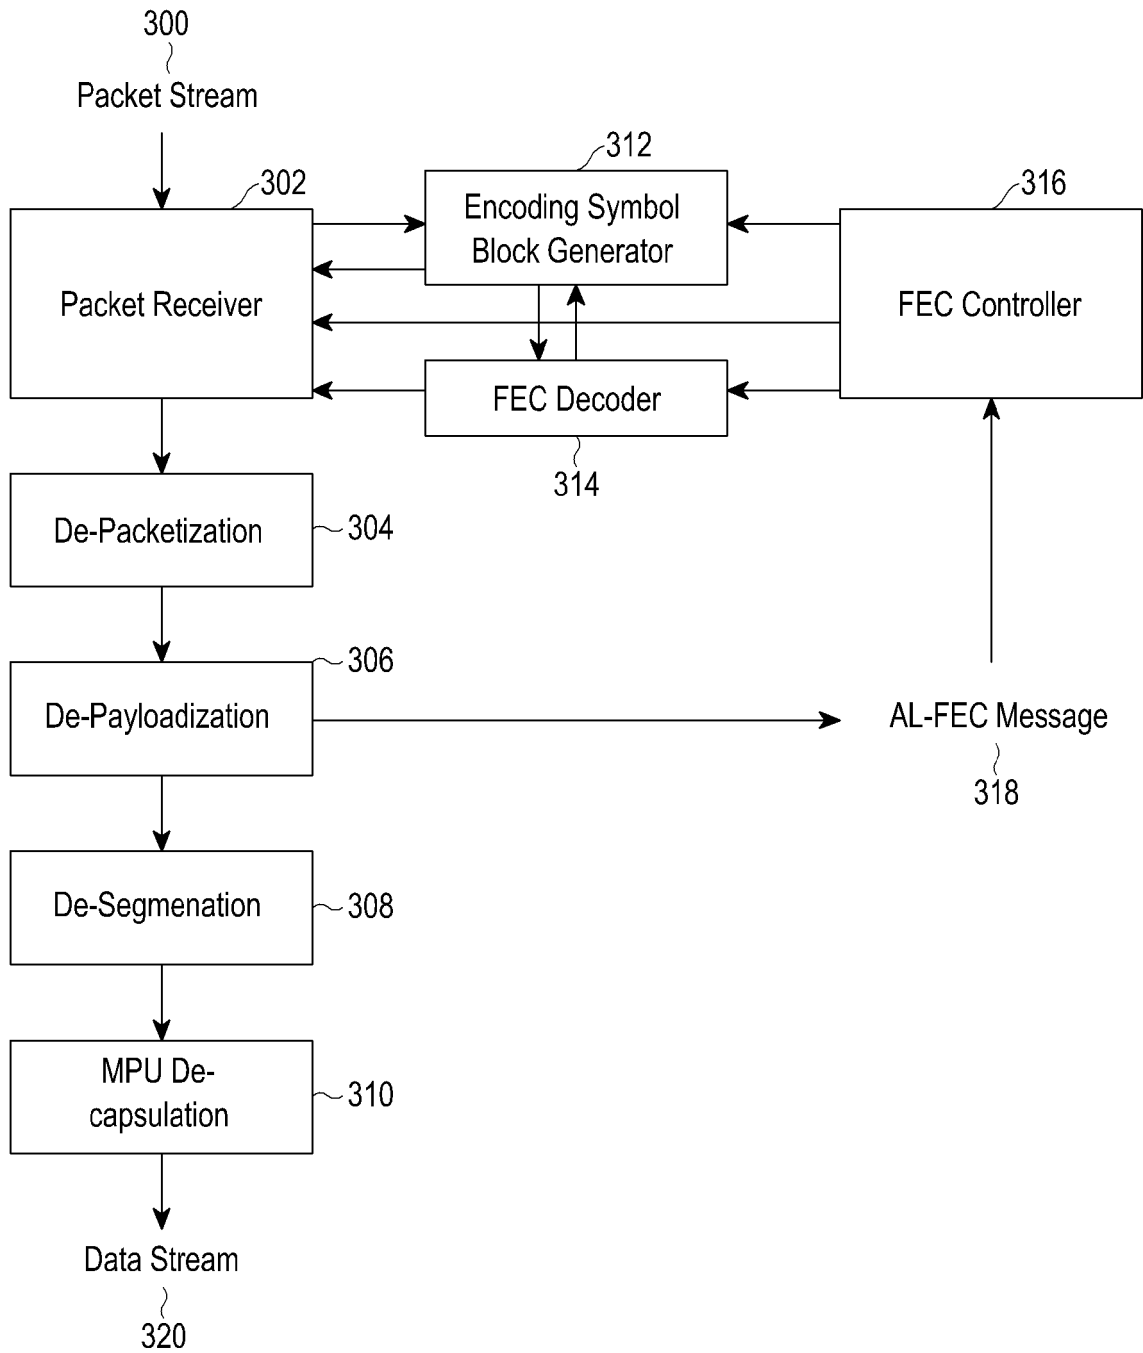 300
Packet Stream
302
Packet Receiver
312
Encoding Symbol
Block Generator
316
FEC Controller
FEC Decoder
314
De-Packetization
304
306
De-Payloadization
AL-FEC Message
318
De-Segmenation
308
MPU De-
capsulation
310
Data Stream
320